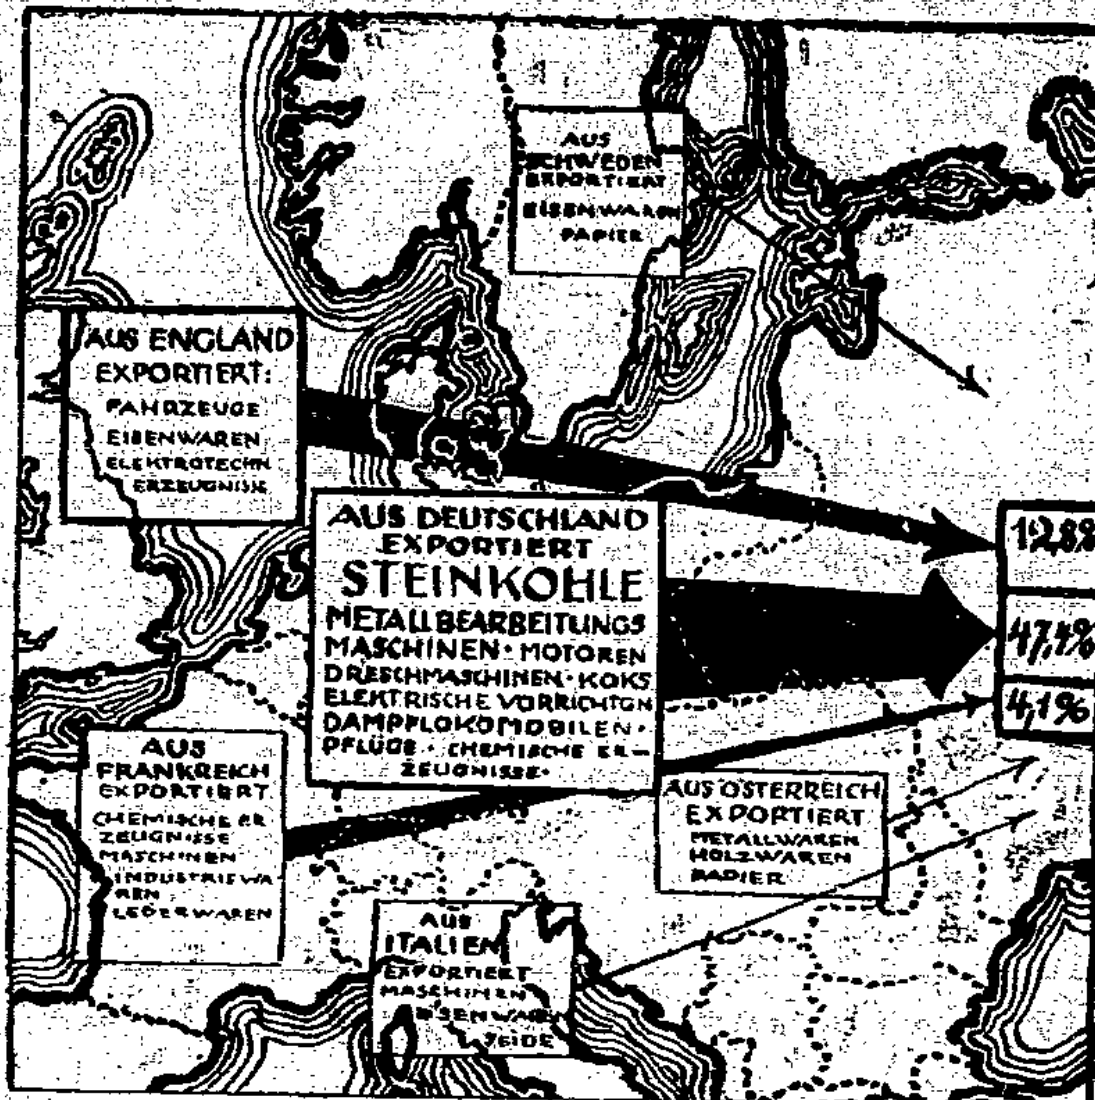 AUS
SCHWEDEN
EXPORTIERT
EISENWAREN
PAPIER
AUS ENGLAND
EXPORTIERT:
FAHRZEUGE
EISENWAREN
ELEKTROTECHN
ERZEUGNISSE
AUS DEUTSCHLAND
EXPORTIERT
STEINKOHLE
METALLBEARBEITUNGS
MASCHINEN · MOTOREN
DRESCHMASCHINEN · KOKS
ELEKTRISCHE VORRICHTGN
DAMPFLOKOMOBILEN ·
PFLÜGE · CHEMISCHE ER-
ZEUGNISSE ·
12,8%
47,4%
4,1%
AUS
FRANKREICH
EXPORTIERT
CHEMISCHE ER
ZEUGNISSE
MASCHINEN
INDUSTRIEWA
REN
LEDERWAREN
AUS ÖSTERREICH
EXPORTIERT
METALLWAREN
HOLZWAREN
PAPIER
AUS
ITALIEN
EXPORTIERT
MASCHINEN
EISENWAREN
SEIDE